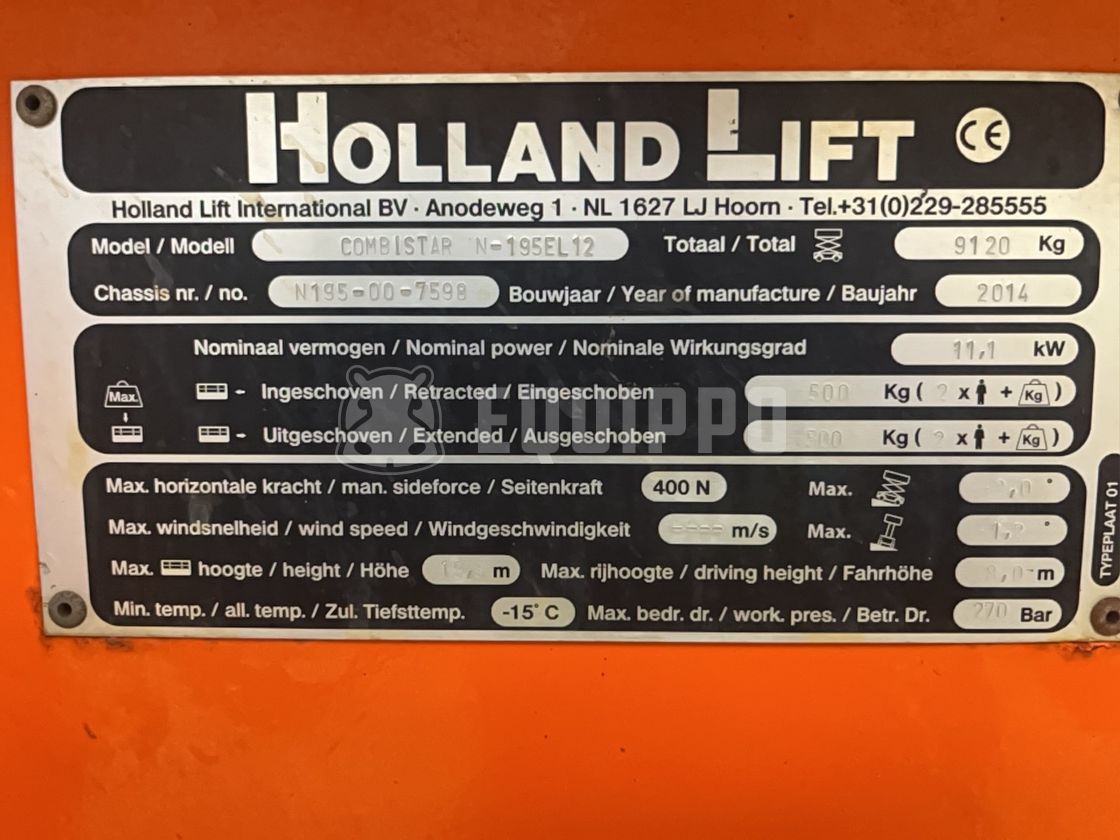 HOLLAND LIFT CE
Holland Lift International BV · Anodeweg 1 · NL 1627 LJ Hoorn · Tel.+31(0)229-285555
Model / Modell COMBISTAR N-195EL12 Totaal / Total 9120 Kg
Chassis nr. / no. N195-00-7598 Bouwjaar / Year of manufacture / Baujahr 2014
Nominaal vermogen / Nominal power / Nominale Wirkungsgrad 11,1 kW
Max. Ingeschoven / Retracted / Eingeschoben 500 Kg ( 2 x + Kg )
Uitgeschoven / Extended / Ausgeschoben 500 Kg ( 2 x + Kg )
EQUIPPO
Max. horizontale kracht / man. sideforce / Seitenkraft 400 N Max. °
Max. windsnelheid / wind speed / Windgeschwindigkeit ---- m/s Max. °
Max. hoogte / height / Höhe m Max. rijhoogte / driving height / Fahrhöhe m
Min. temp. / all. temp. / Zul. Tiefsttemp. -15° C Max. bedr. dr. / work. pres. / Betr. Dr. 270 Bar
TYPEPLAAT 01